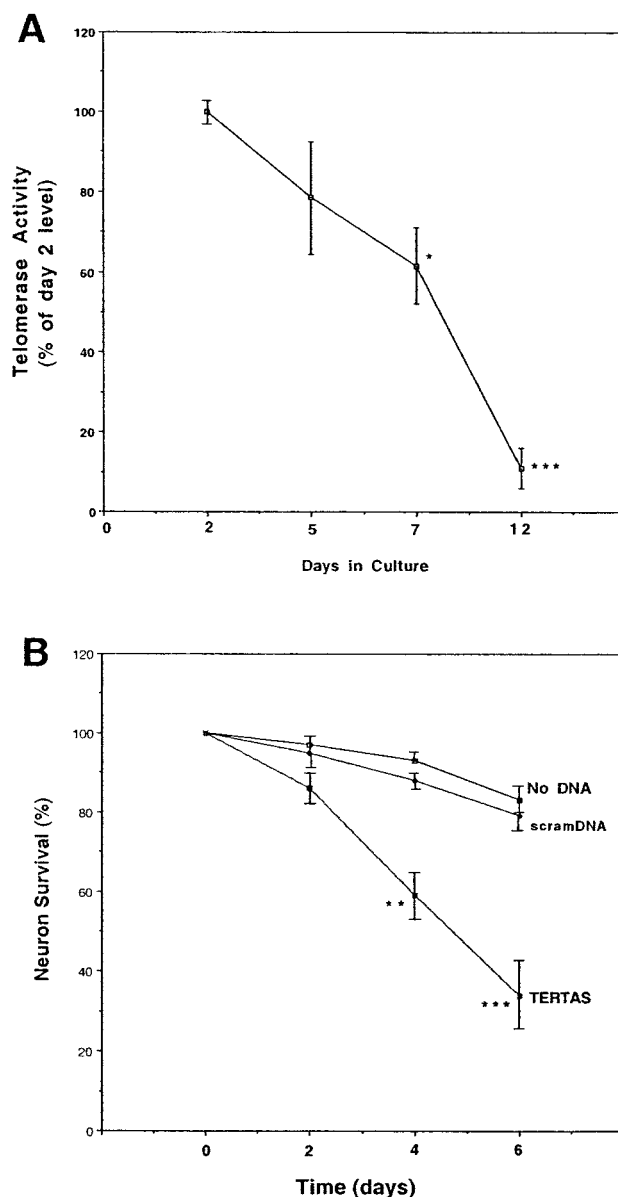 A
120
100
80
60
40
20
0
Telomerase Activity
(% of day 2 level)
*
***
0 2 5 7 12
Days in Culture
B
120
100
80
60
40
20
0
Neuron Survival (%)
No DNA
scramDNA
**
***
TERTAS
0 2 4 6
Time (days)